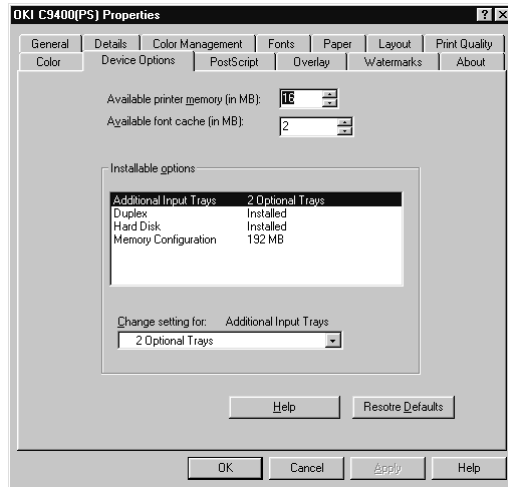 OKI C9400(PS) Properties
General Details Color Management Fonts Paper Layout Print Quality
Color Device Options PostScript Overlay Watermarks About
Available printer memory (in MB): 16
Available font cache (in MB): 2
Installable options
Additional Input Trays 2 Optional Trays
Duplex Installed
Hard Disk Installed
Memory Configuration 192 MB
Change setting for: Additional Input Trays
2 Optional Trays
Help Resotre Defaults
OK Cancel Apply Help